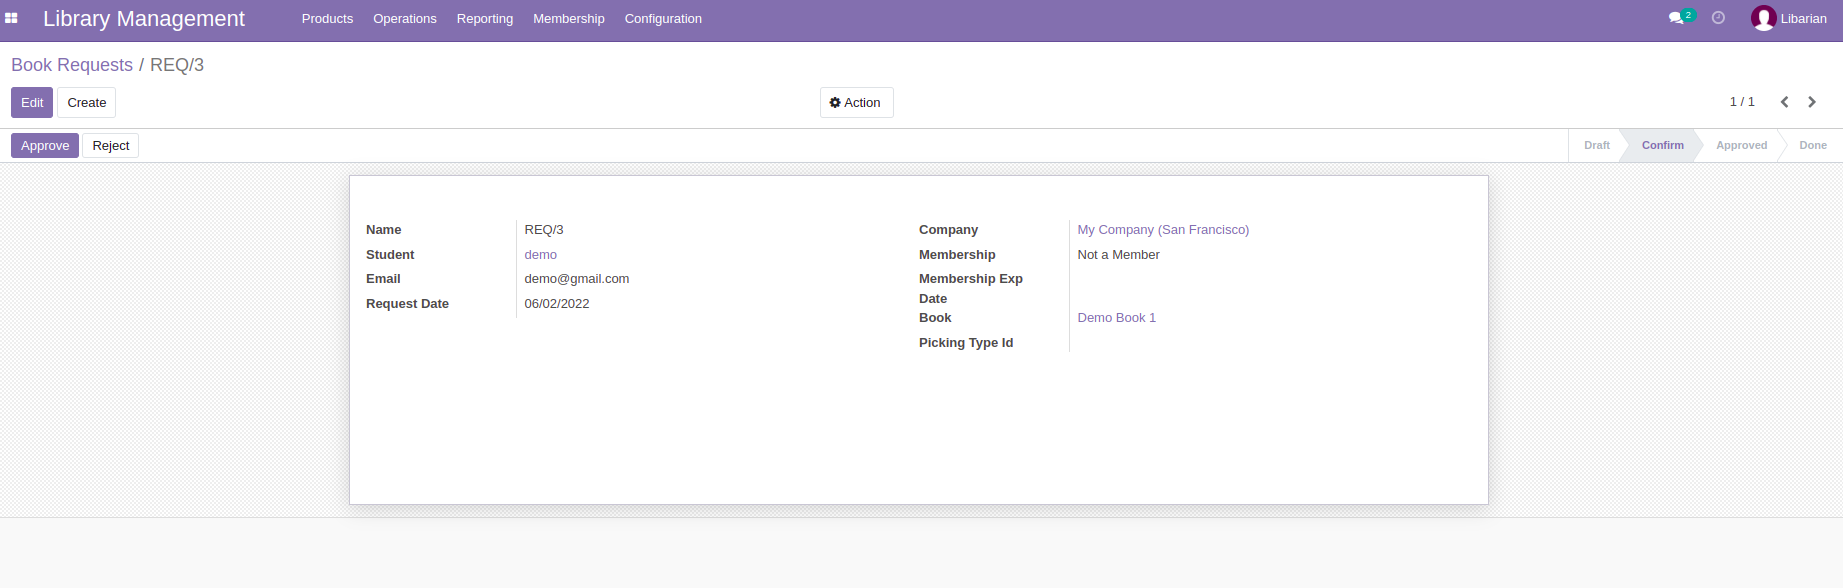 Library Management Products Operations Reporting Membership Configuration 2 Libarian
Book Requests / REQ/3
Edit Create Action 1 / 1
Approve Reject Draft Confirm Approved Done
Name REQ/3
Student demo
Email demo@gmail.com
Request Date 06/02/2022
Company My Company (San Francisco)
Membership Not a Member
Membership Exp
Date
Book Demo Book 1
Picking Type Id